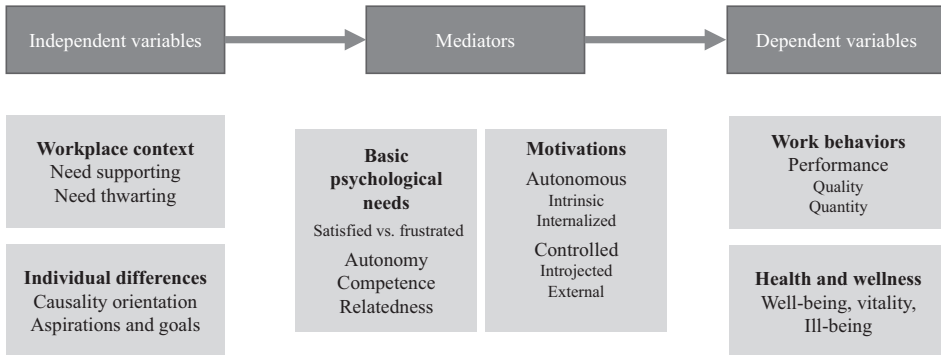 Independent variables
Mediators
Dependent variables
Workplace context
Need supporting
Need thwarting
Individual differences
Causality orientation
Aspirations and goals
Basic
psychological
needs
Satisfied vs. frustrated
Autonomy
Competence
Relatedness
Motivations
Autonomous
Intrinsic
Internalized
Controlled
Introjected
External
Work behaviors
Performance
Quality
Quantity
Health and wellness
Well-being, vitality,
Ill-being